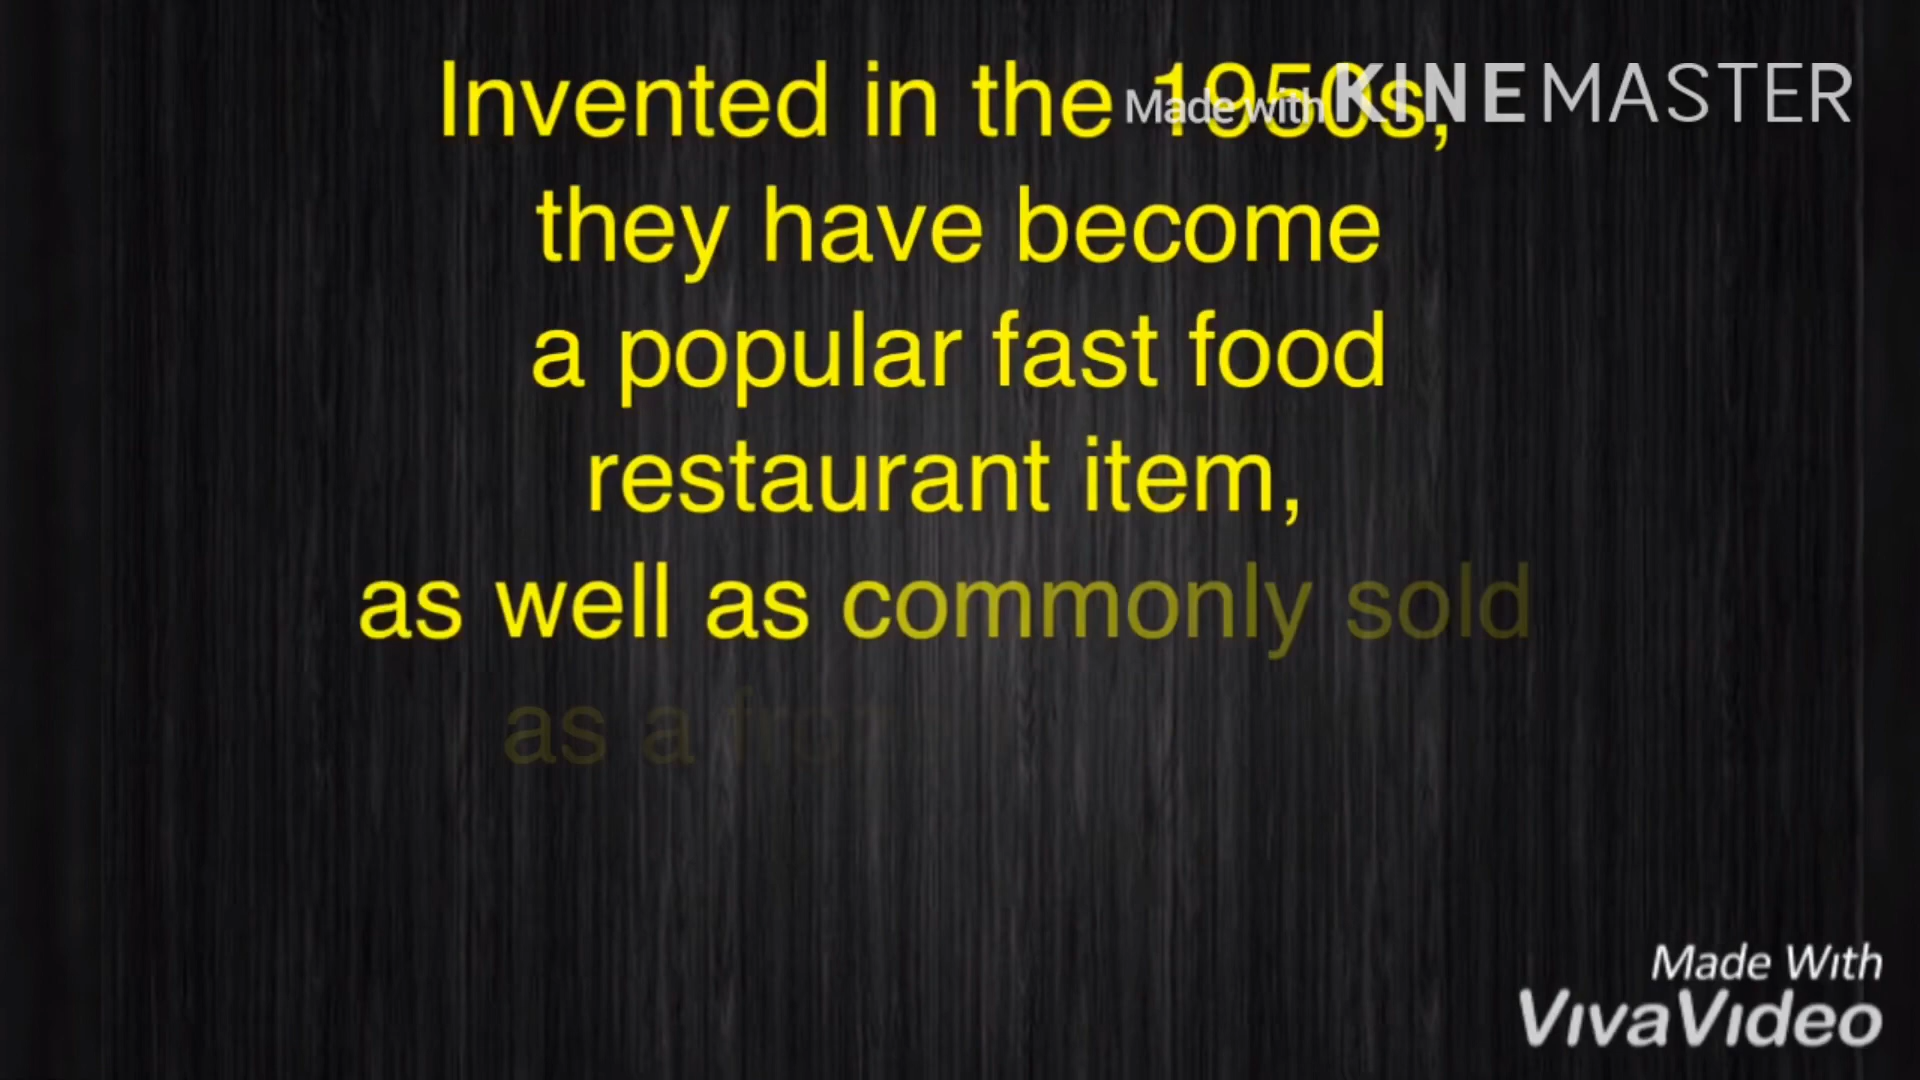 Invented in the 1950s,
Made with KINEMASTER
they have become
a popular fast food
restaurant item,
as well as commonly sold
as a
Made With
VivaVideo